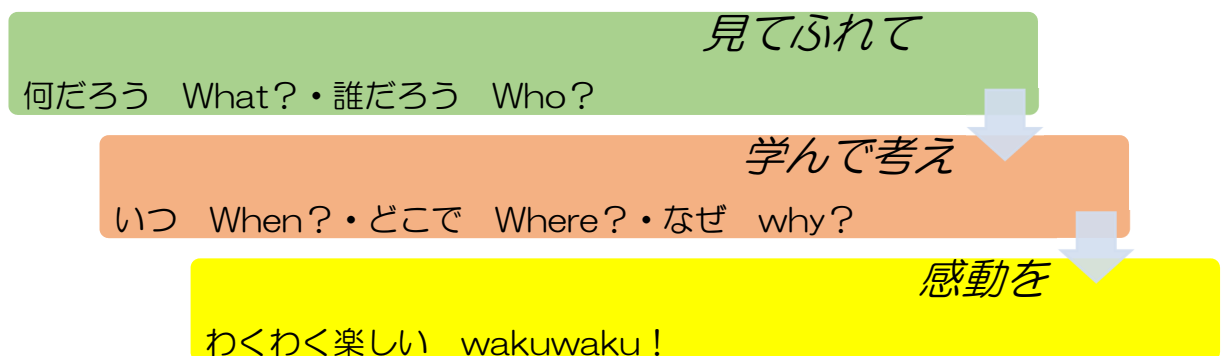 見てふれて
何だろう　What？・誰だろう　Who？
学んで考え
いつ　When？・どこで　Where？・なぜ　why？
感動を
わくわく楽しい　wakuwaku！